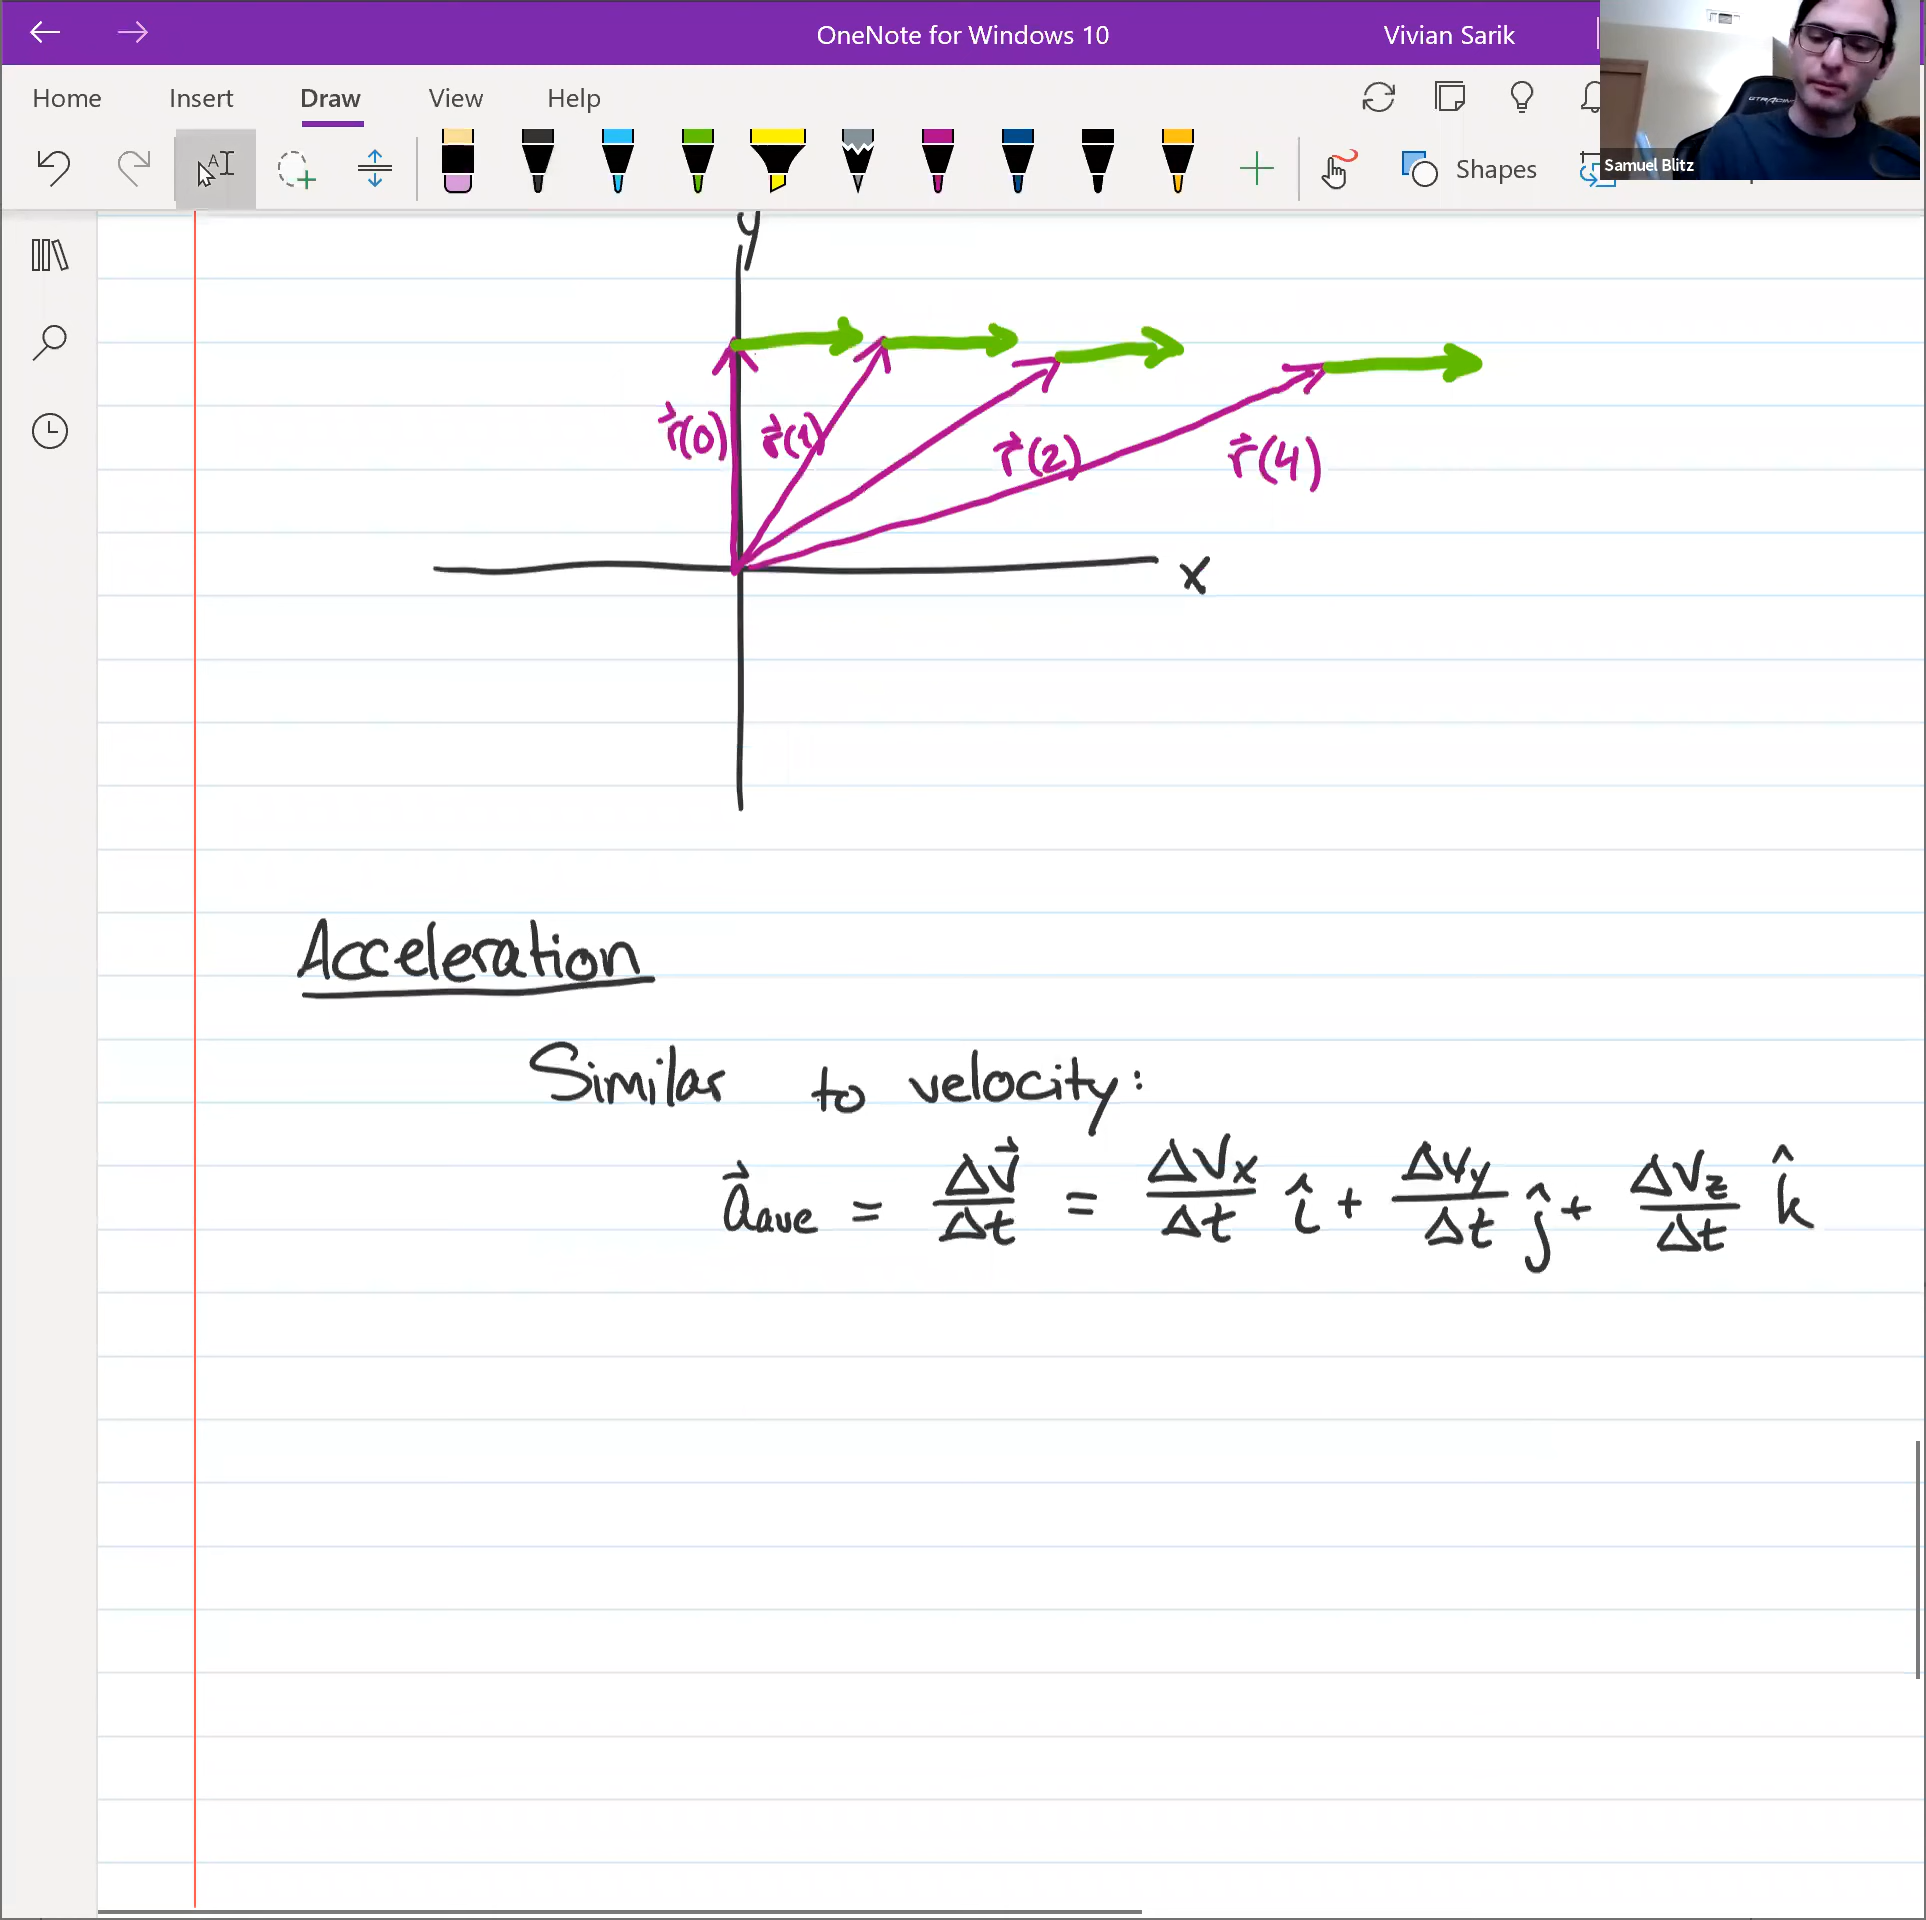 OneNote for Windows 10
Vivian Sarik
Home Insert Draw View Help
Shapes
Samuel Blitz
y
r⃗(0) r⃗(1) r⃗(2) r⃗(4)
x
Acceleration
Similar to velocity:
a⃗ave = Δv⃗/Δt = ΔVx/Δt î + ΔVy/Δt ĵ + ΔVz/Δt k̂